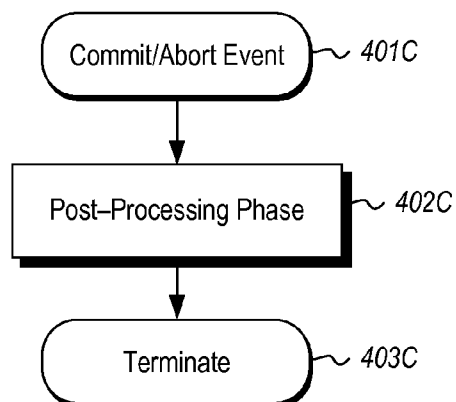 Commit/Abort Event 401C
Post–Processing Phase 402C
Terminate 403C